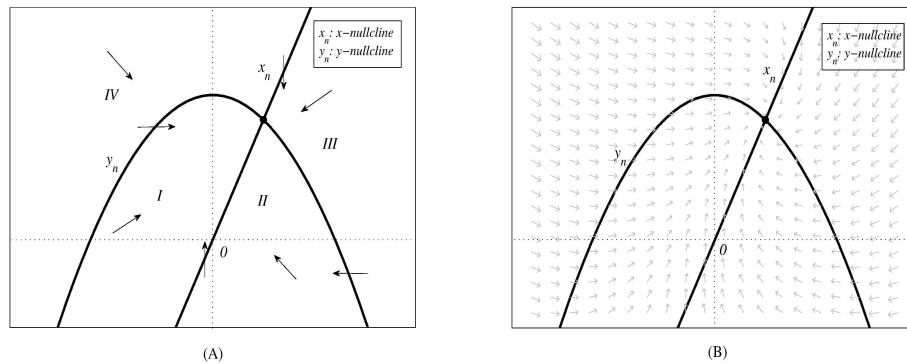 x_n : x-nullcline
y_n : y-nullcline
x_n
IV
III
y_n
I
II
0
(A)
x_n : x-nullcline
y_n : y-nullcline
x_n
y_n
0
(B)